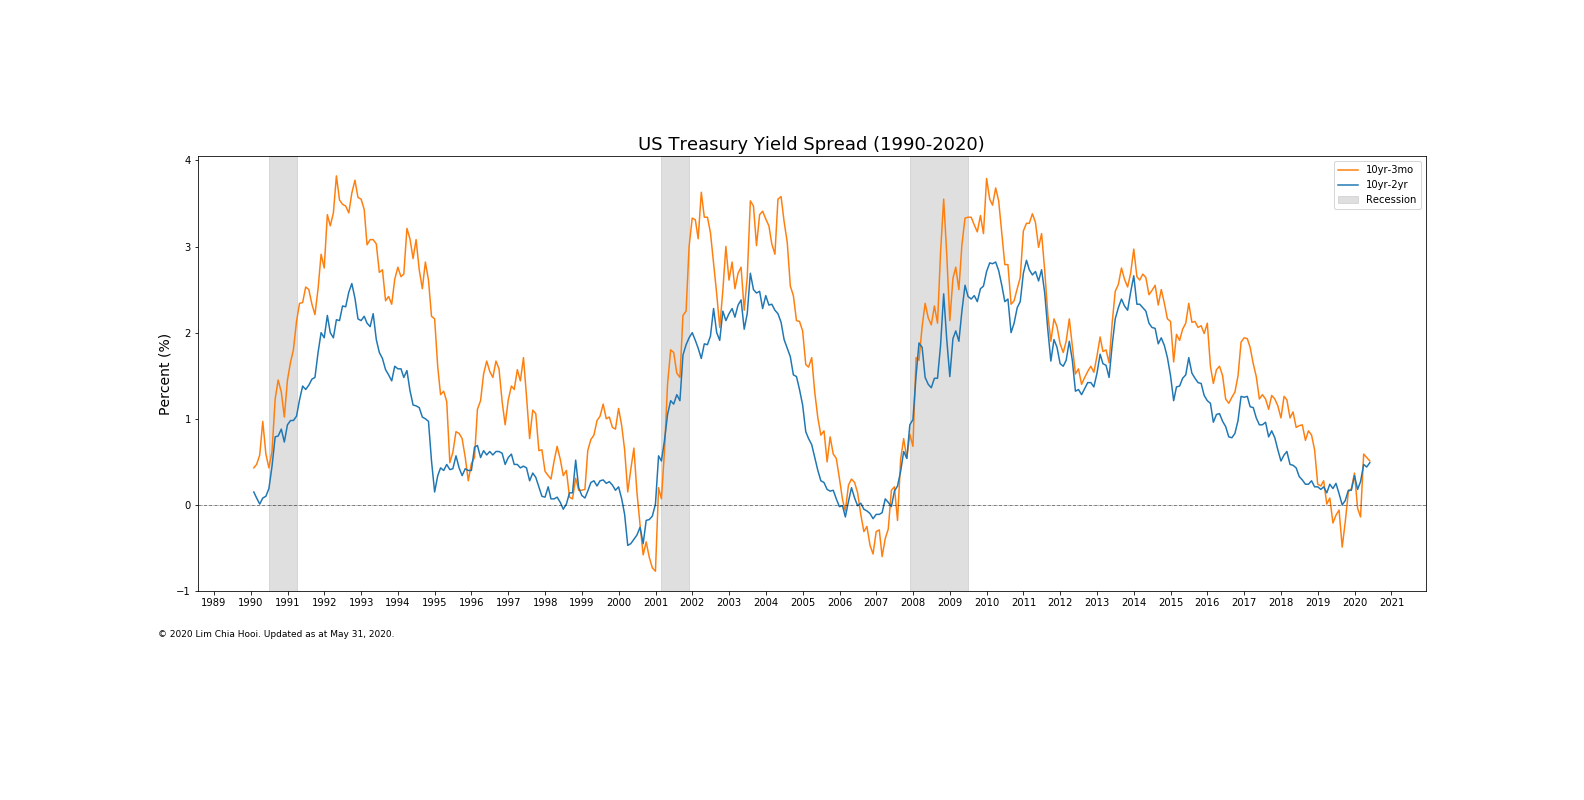 US Treasury Yield Spread (1990-2020)
4
3
2
1
0
−1
Percent (%)
10yr-3mo
10yr-2yr
Recession
1989 1990 1991 1992 1993 1994 1995 1996 1997 1998 1999 2000 2001 2002 2003 2004 2005 2006 2007 2008 2009 2010 2011 2012 2013 2014 2015 2016 2017 2018 2019 2020 2021
© 2020 Lim Chia Hooi. Updated as at May 31, 2020.